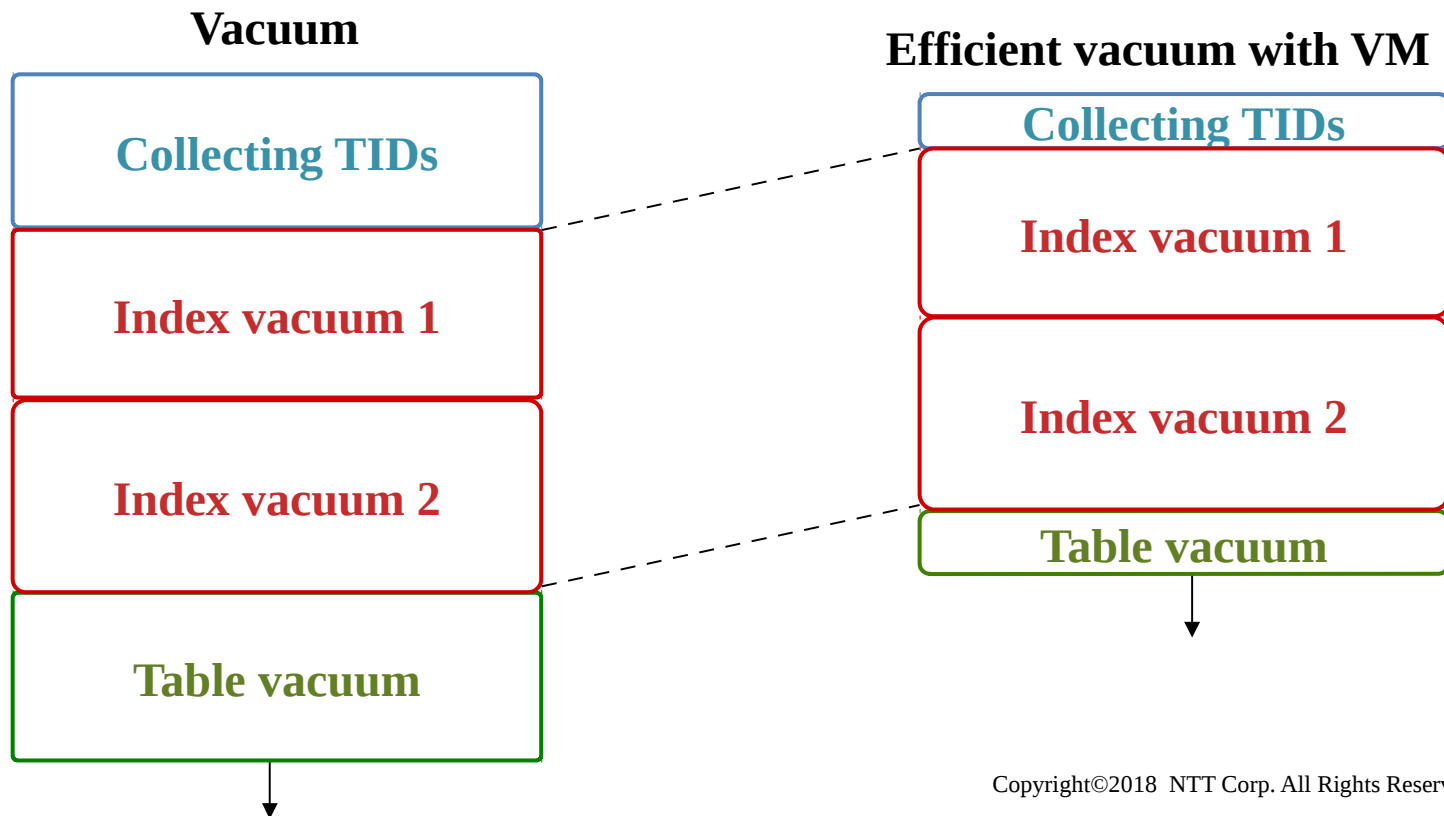 Vacuum
Collecting TIDs
Index vacuum 1
Index vacuum 2
Table vacuum
Efficient vacuum with VM
Collecting TIDs
Index vacuum 1
Index vacuum 2
Table vacuum
Copyright©2018 NTT Corp. All Rights